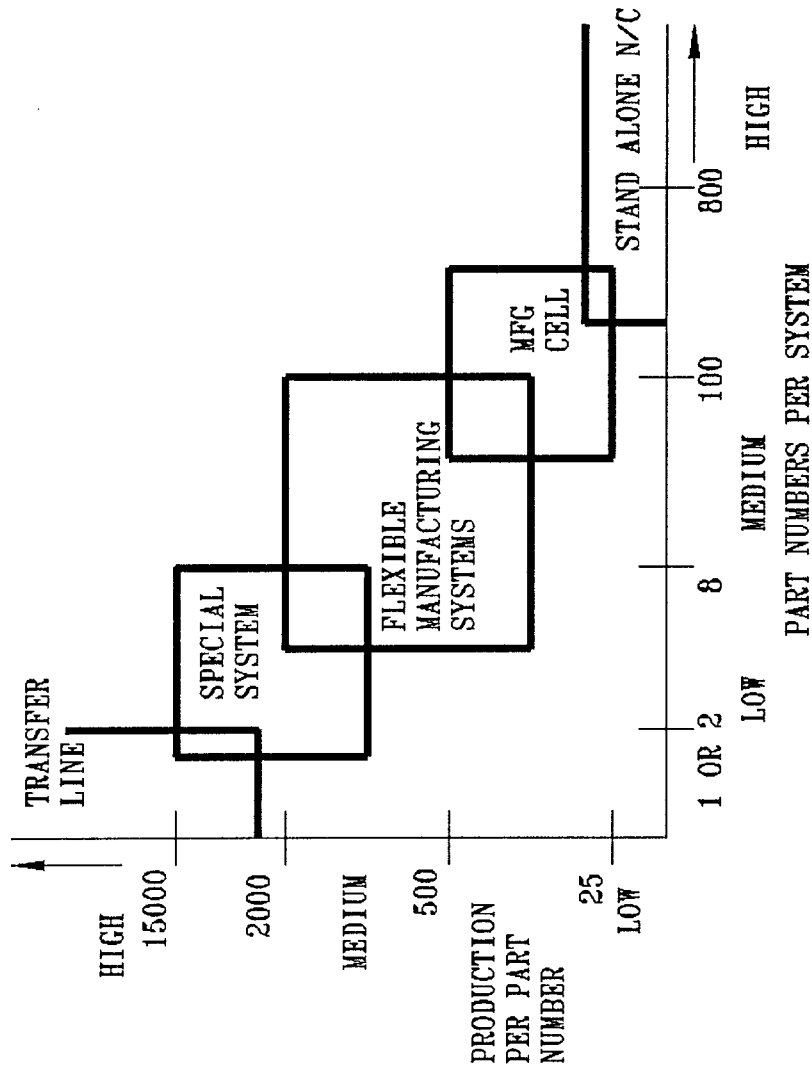 HIGH
15000
2000
MEDIUM
500
25
LOW
PRODUCTION
PER PART
NUMBER
TRANSFER
LINE
SPECIAL
SYSTEM
FLEXIBLE
MANUFACTURING
SYSTEMS
MFG
CELL
STAND ALONE N/C
1 OR 2
8
100
800
LOW
MEDIUM
HIGH
PART NUMBERS PER SYSTEM